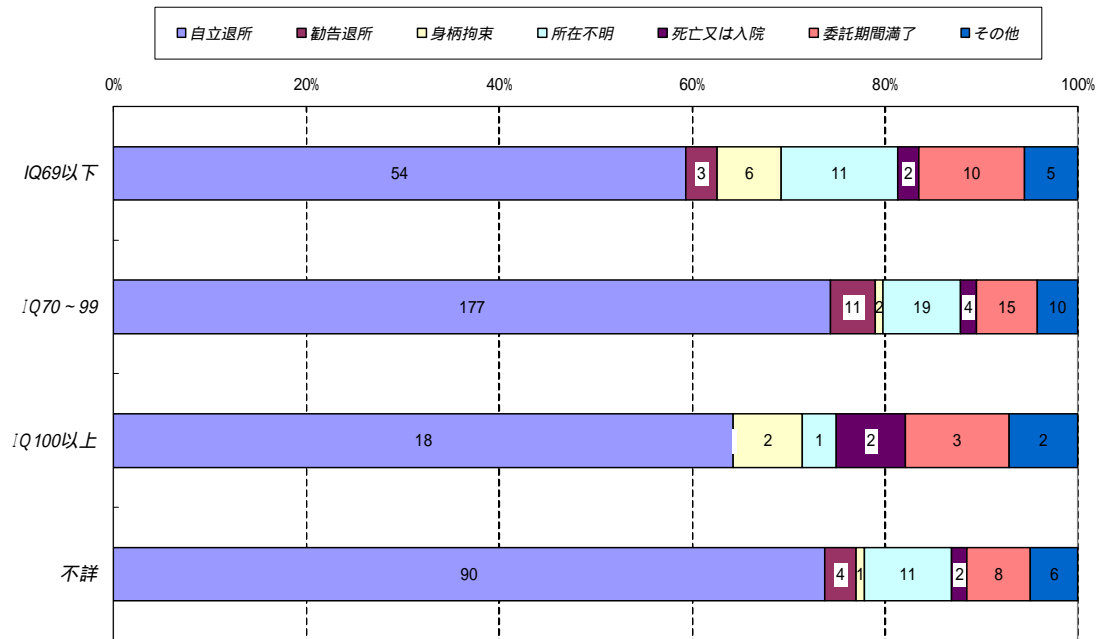 自立退所 勧告退所 身柄拘束 所在不明 死亡又は入院 委託期間満了 その他
0% 20% 40% 60% 80% 100%
IQ69以下 54 3 6 11 2 10 5
IQ70~99 177 11 2 19 4 15 10
IQ100以上 18 2 1 2 3 2
不詳 90 4 1 11 2 8 6